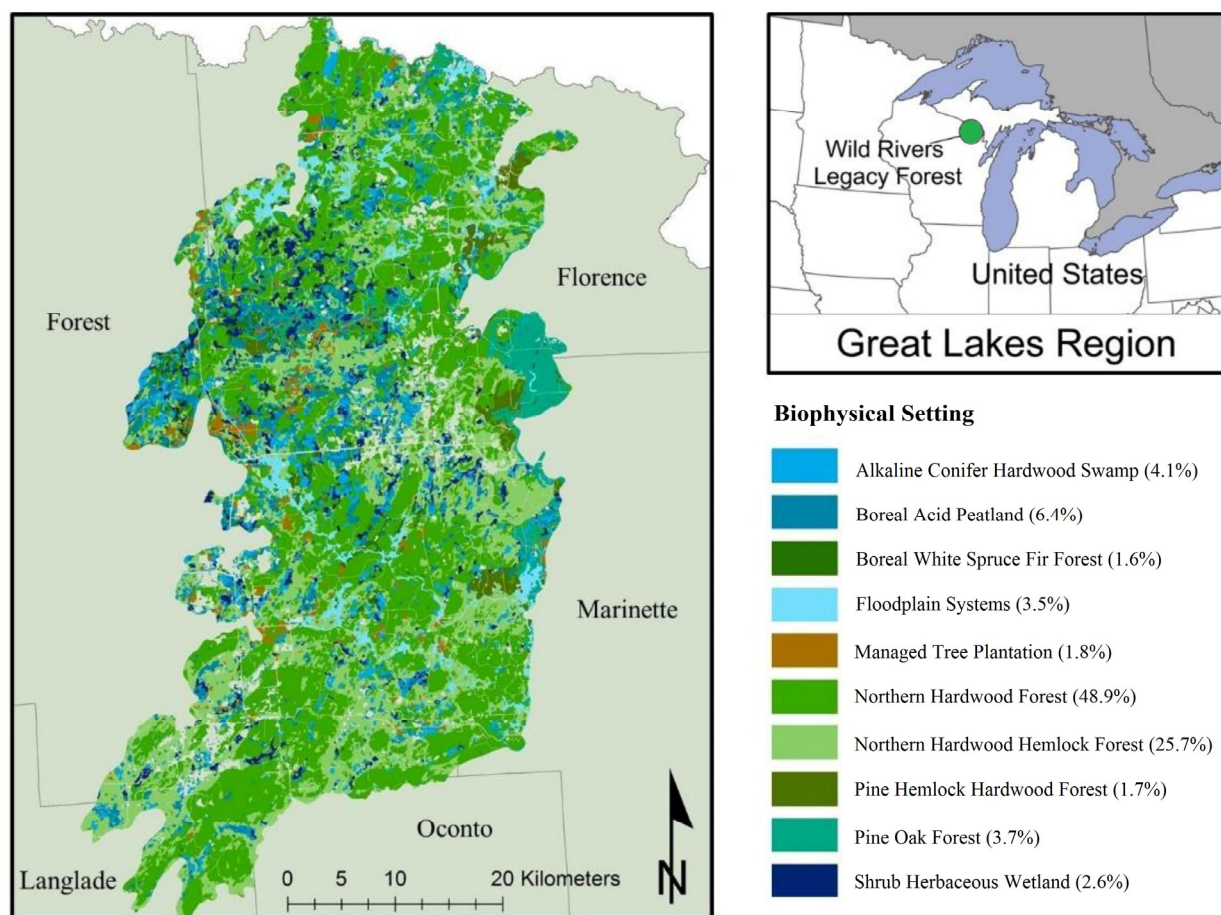 Forest
Florence
Marinette
Oconto
Langlade
0 5 10 20 Kilometers
N
Wild Rivers
Legacy Forest
United States
Great Lakes Region
Biophysical Setting
Alkaline Conifer Hardwood Swamp (4.1%)
Boreal Acid Peatland (6.4%)
Boreal White Spruce Fir Forest (1.6%)
Floodplain Systems (3.5%)
Managed Tree Plantation (1.8%)
Northern Hardwood Forest (48.9%)
Northern Hardwood Hemlock Forest (25.7%)
Pine Hemlock Hardwood Forest (1.7%)
Pine Oak Forest (3.7%)
Shrub Herbaceous Wetland (2.6%)